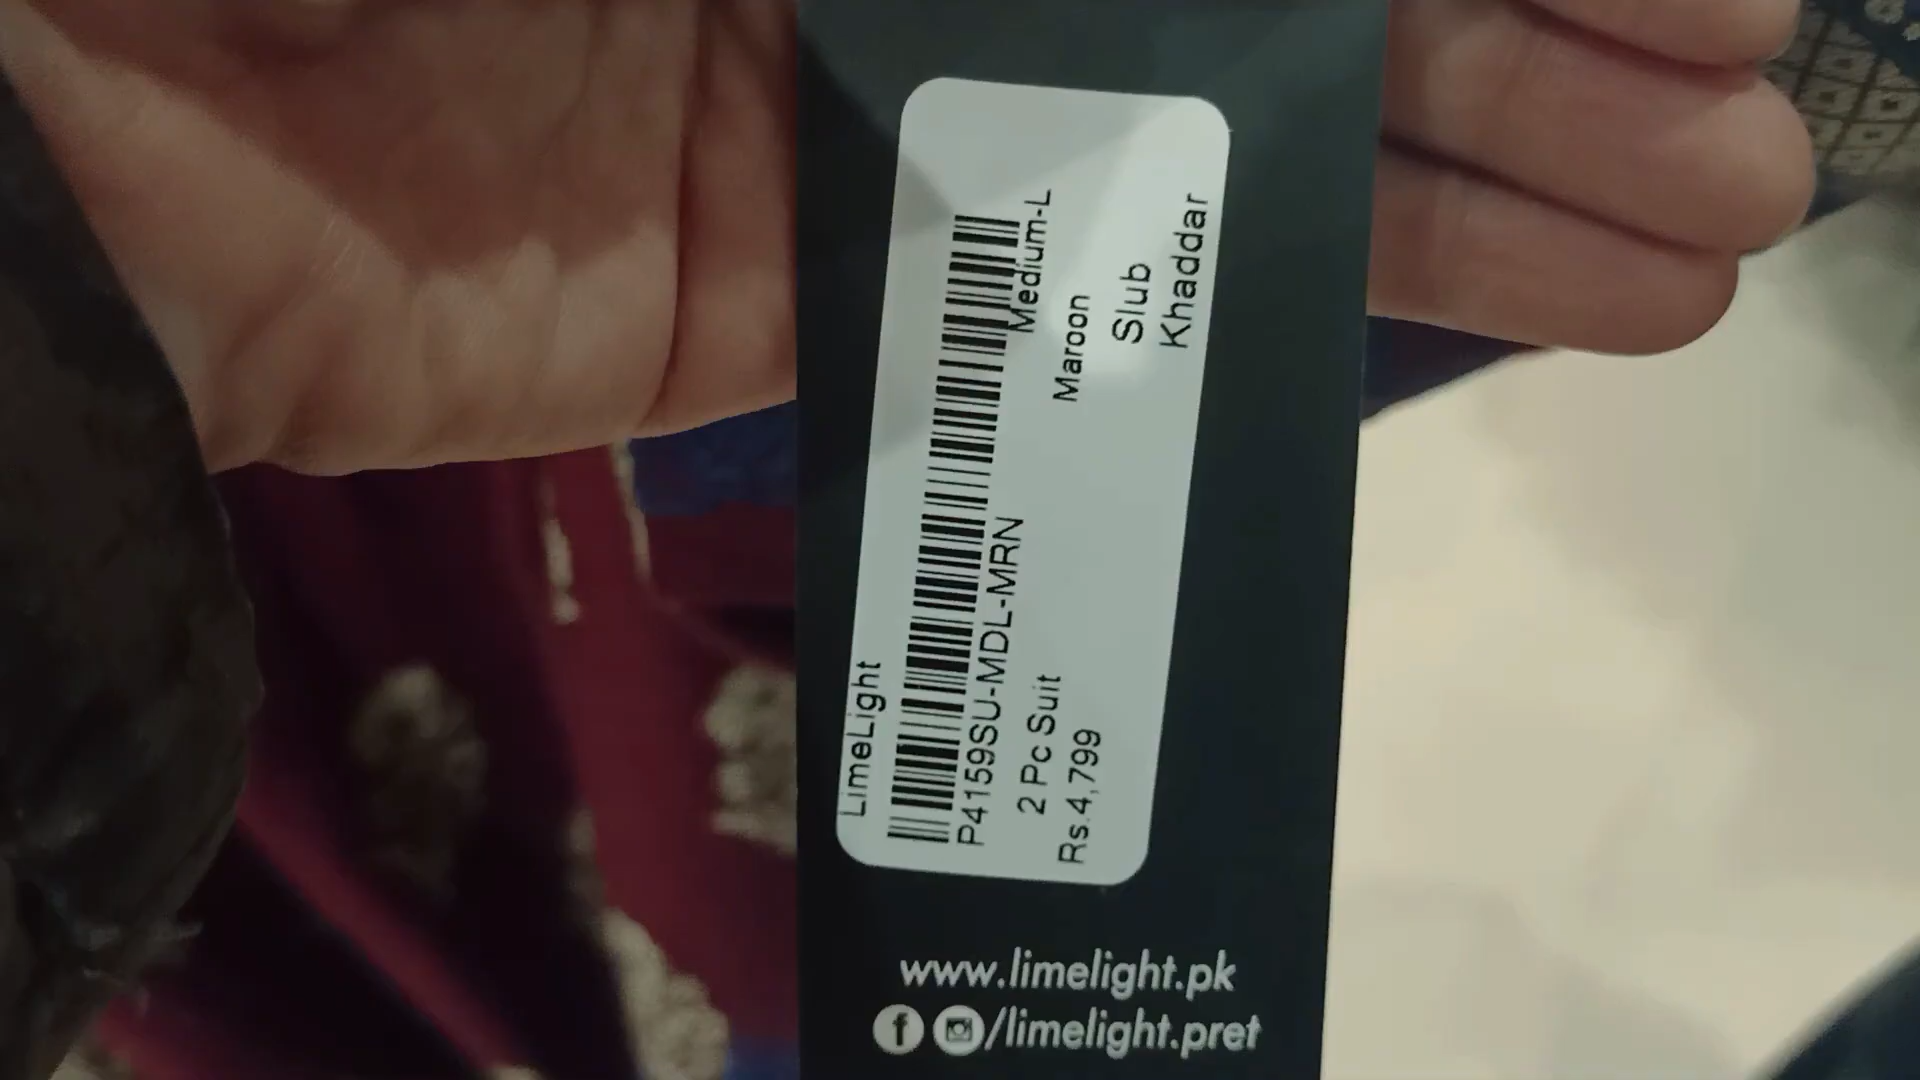 LimeLight
P4159SU-MDL-MRN
2 Pc Suit
Medium-L
Rs.4,799
Maroon
Slub
Khaddar
www.limelight.pk
/limelight.pret